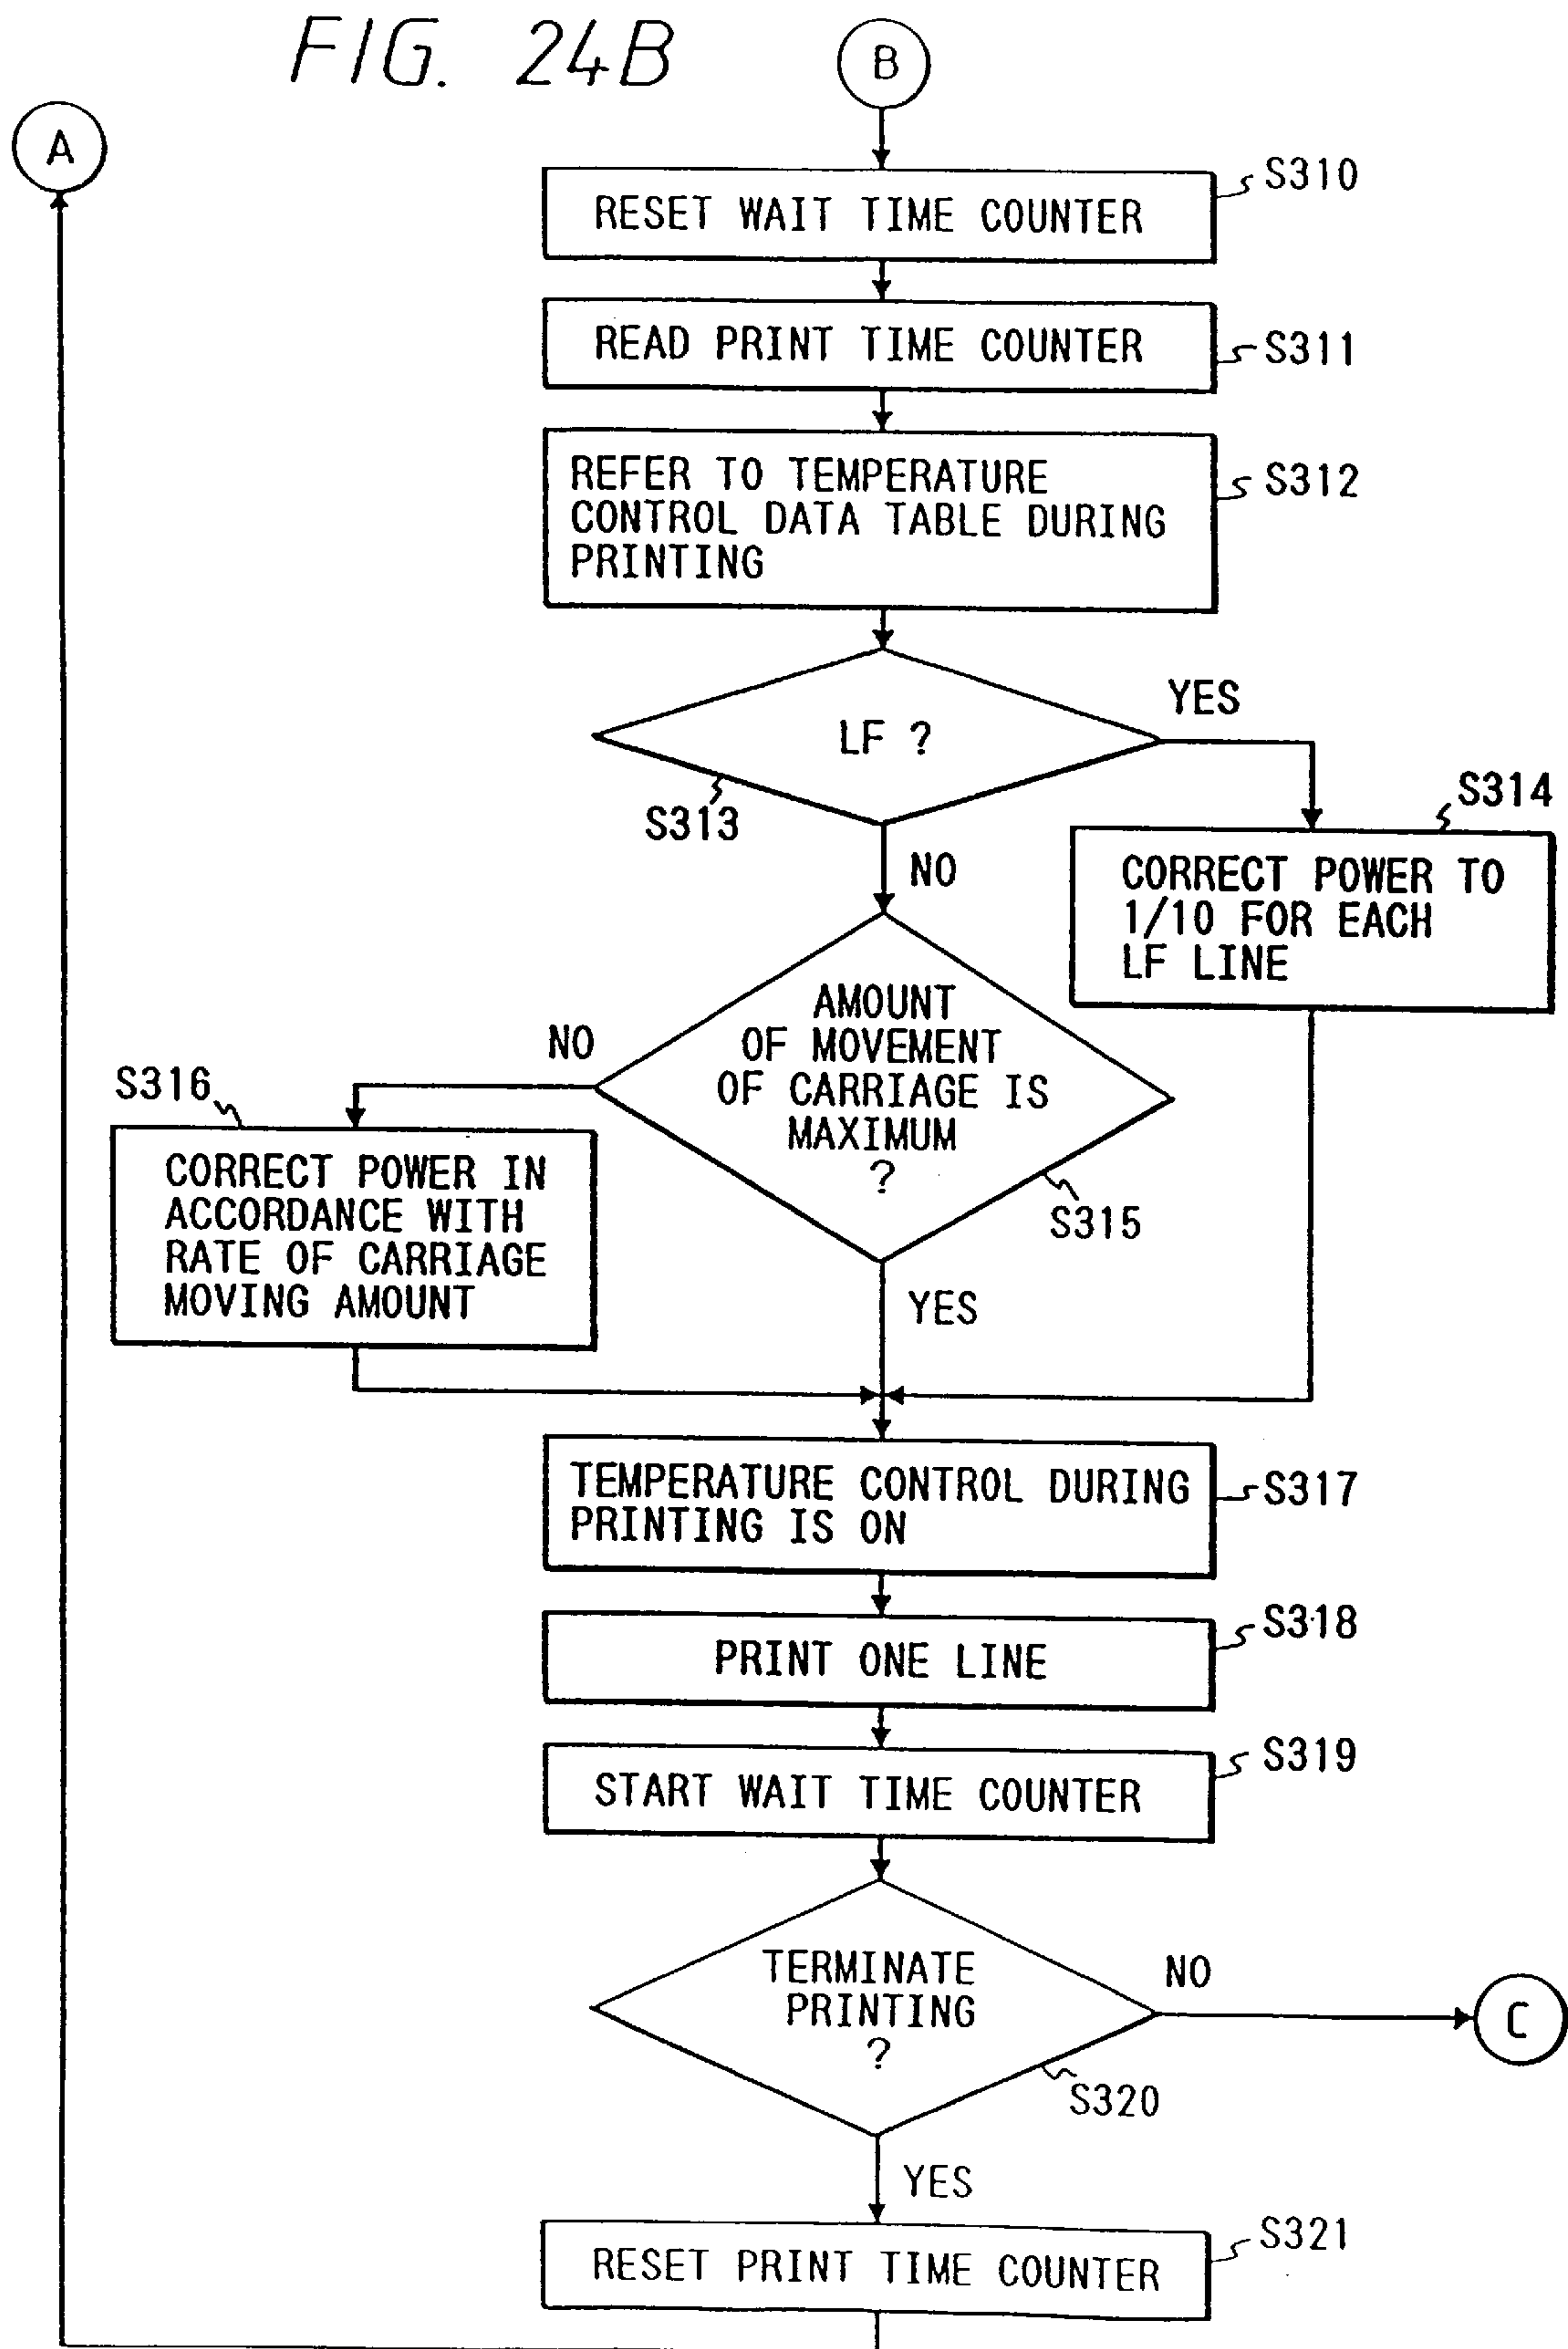 FIG. 24B
B
A
S310
RESET WAIT TIME COUNTER
READ PRINT TIME COUNTER
S311
REFER TO TEMPERATURE
CONTROL DATA TABLE DURING
PRINTING
S312
LF ?
YES
S313
NO
S314
CORRECT POWER TO
1/10 FOR EACH
LF LINE
AMOUNT
OF MOVEMENT
OF CARRIAGE IS
MAXIMUM
?
NO
S315
YES
S316
CORRECT POWER IN
ACCORDANCE WITH
RATE OF CARRIAGE
MOVING AMOUNT
TEMPERATURE CONTROL DURING
PRINTING IS ON
S317
PRINT ONE LINE
S318
START WAIT TIME COUNTER
S319
TERMINATE
PRINTING
?
NO
C
S320
YES
RESET PRINT TIME COUNTER
S321